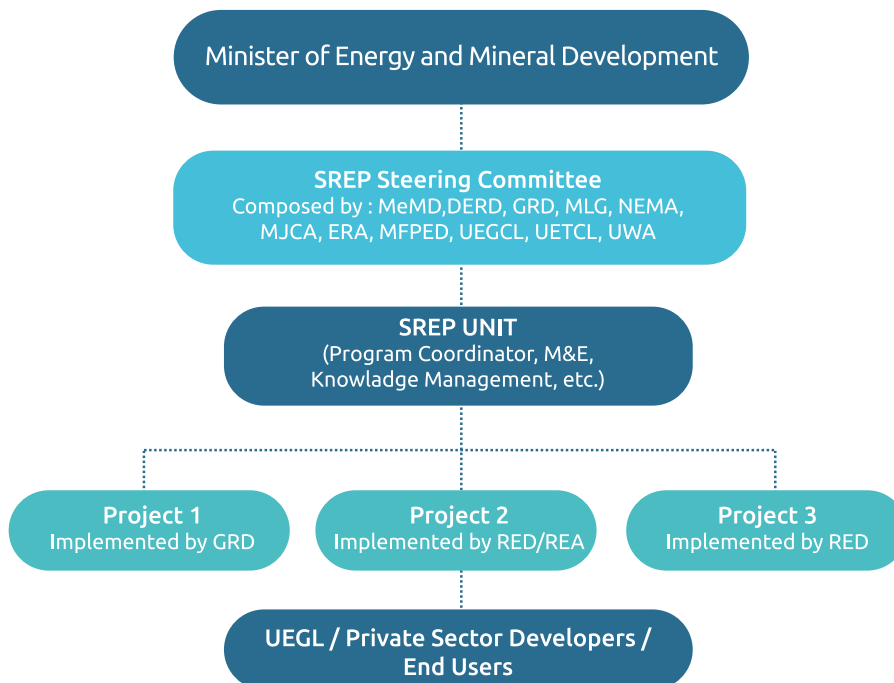 Minister of Energy and Mineral Development
SREP Steering Committee
Composed by : MeMD,DERD, GRD, MLG, NEMA,
MJCA, ERA, MFPED, UEGCL, UETCL, UWA
SREP UNIT
(Program Coordinator, M&E,
Knowladge Management, etc.)
Project 1
Implemented by GRD
Project 2
Implemented by RED/REA
Project 3
Implemented by RED
UEGL / Private Sector Developers /
End Users